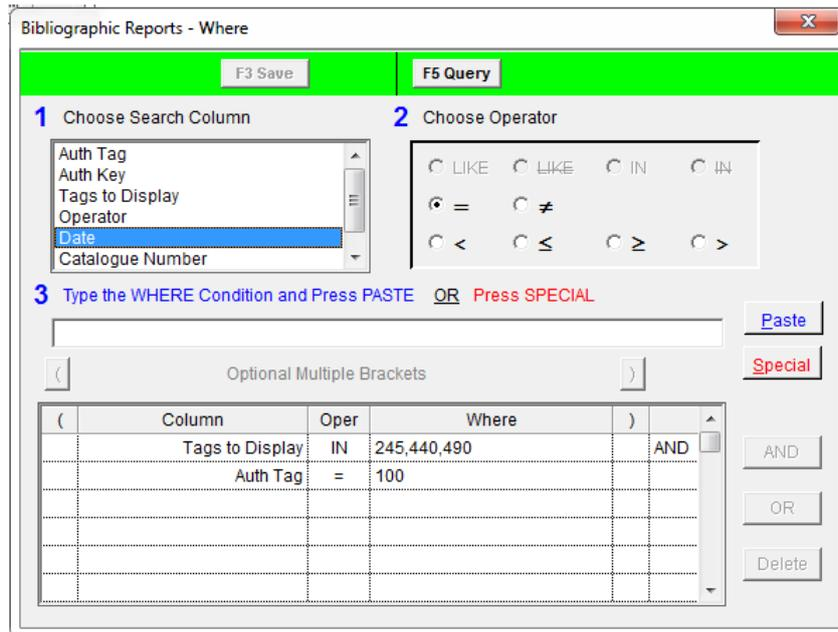 Bibliographic Reports - Where
F3 Save F5 Query
1 Choose Search Column 2 Choose Operator
Auth Tag
Auth Key
Tags to Display
Operator
Date
Catalogue Number
LIKE LIKE IN IN
= ≠
< ≤ ≥ >
3 Type the WHERE Condition and Press PASTE OR Press SPECIAL
Paste
Special
( Optional Multiple Brackets )
( Column Oper Where )
Tags to Display IN 245,440,490 AND
Auth Tag = 100
AND
OR
Delete